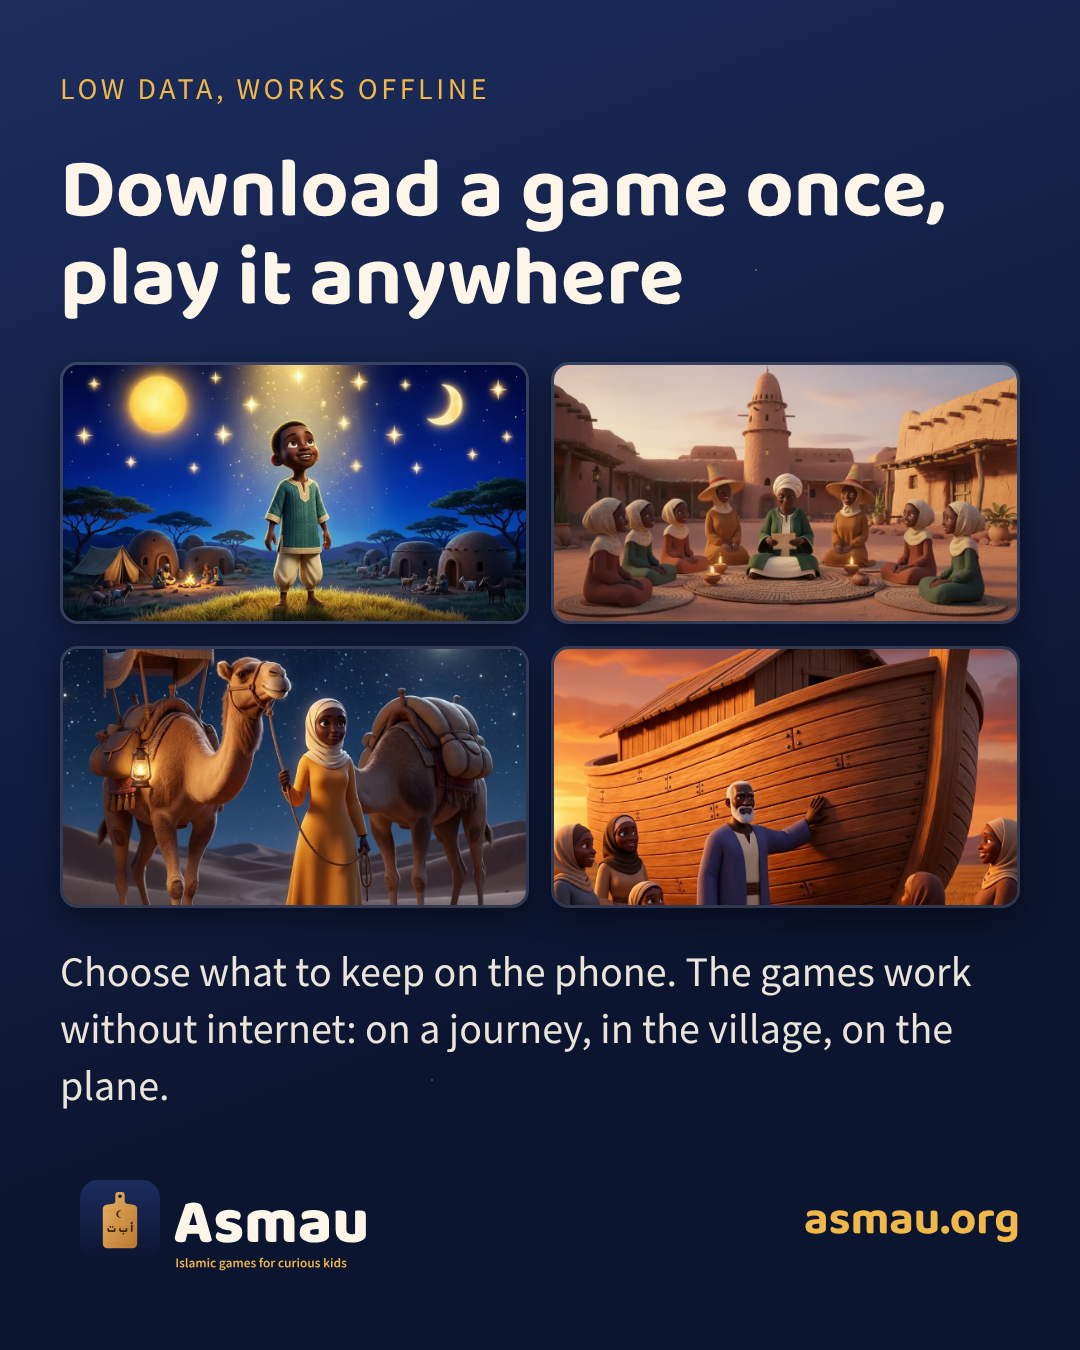 LOW DATA, WORKS OFFLINE
Download a game once,
play it anywhere
Choose what to keep on the phone. The games work
without internet: on a journey, in the village, on the
plane.
أ ب ت
Asmau
Islamic games for curious kids
asmau.org